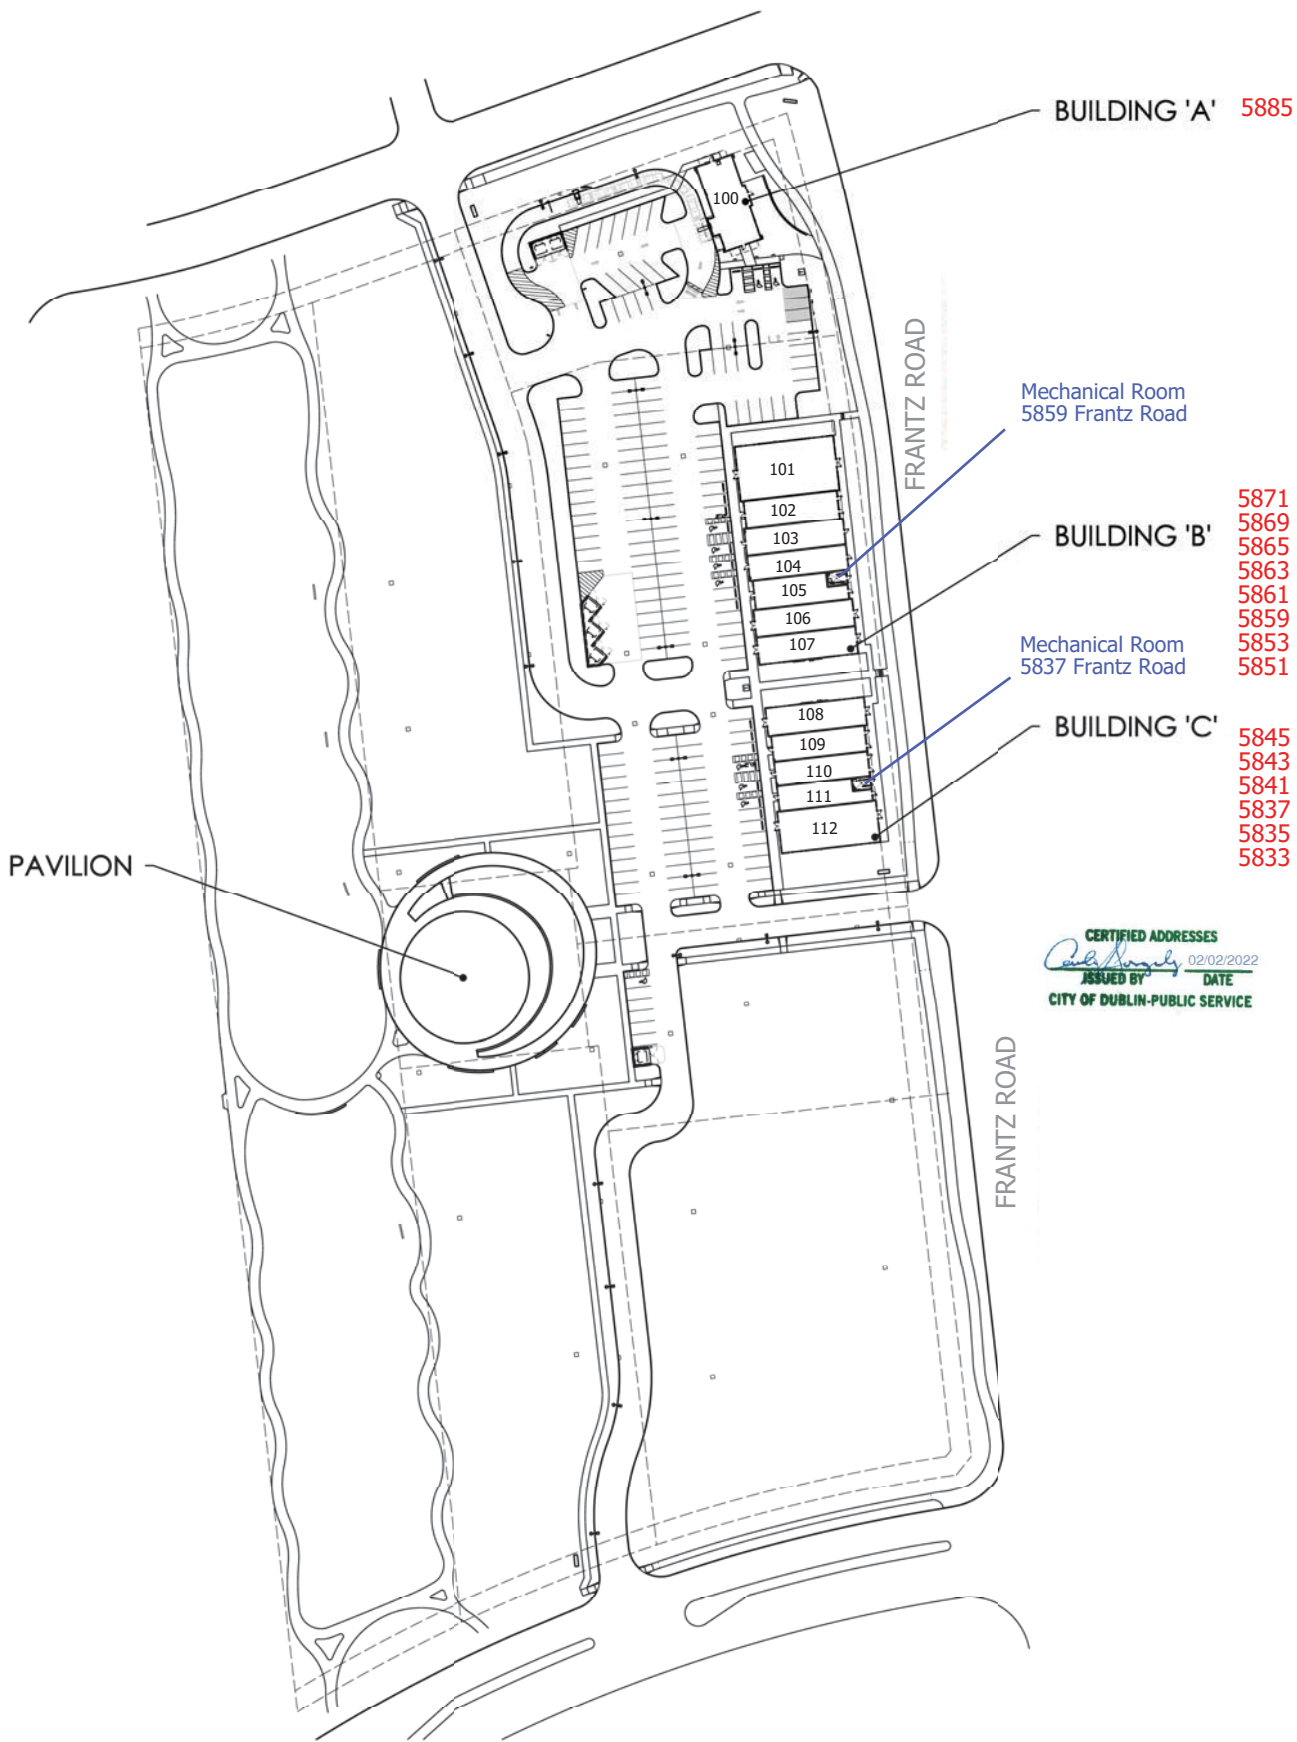 BUILDING 'A' 5885
100
FRANTZ ROAD
Mechanical Room
5859 Frantz Road
101
102
103
104
105
106
107
BUILDING 'B'
5871
5869
5865
5863
5861
5859
5853
5851
Mechanical Room
5837 Frantz Road
108
109
110
111
112
BUILDING 'C'
5845
5843
5841
5837
5835
5833
PAVILION
CERTIFIED ADDRESSES
02/02/2022
ISSUED BY DATE
CITY OF DUBLIN-PUBLIC SERVICE
FRANTZ ROAD